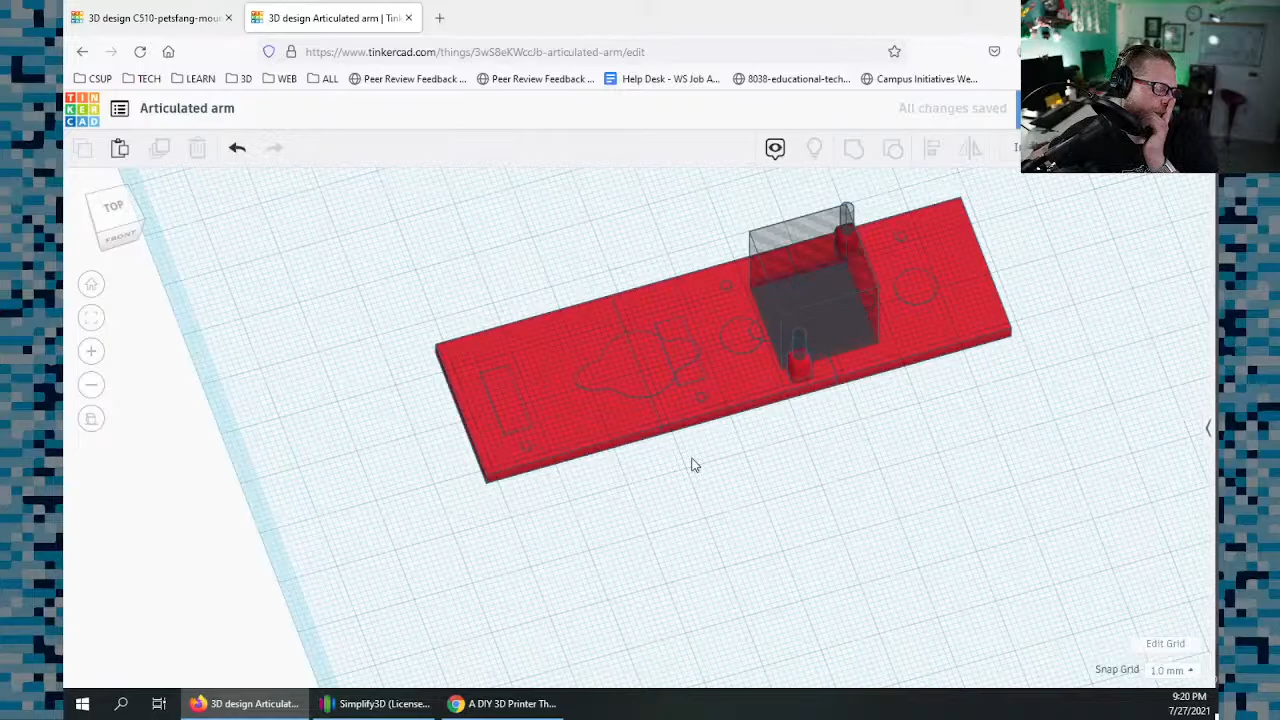 3D design C510-petsfang-mour
3D design Articulated arm | Tink
https://www.tinkercad.com/things/3wS8eKWccJb-articulated-arm/edit
CSUP
TECH
LEARN
3D
WEB
ALL
Peer Review Feedback ...
Peer Review Feedback ...
Help Desk - WS Job A...
8038-educational-tech...
Campus Initiatives We...
TIN
KER
CAD
Articulated arm
All changes saved
TOP
FRONT
Edit Grid
Snap Grid
1.0 mm
3D design Articulat...
Simplify3D (License...
A DIY 3D Printer Th...
9:20 PM
7/27/2021